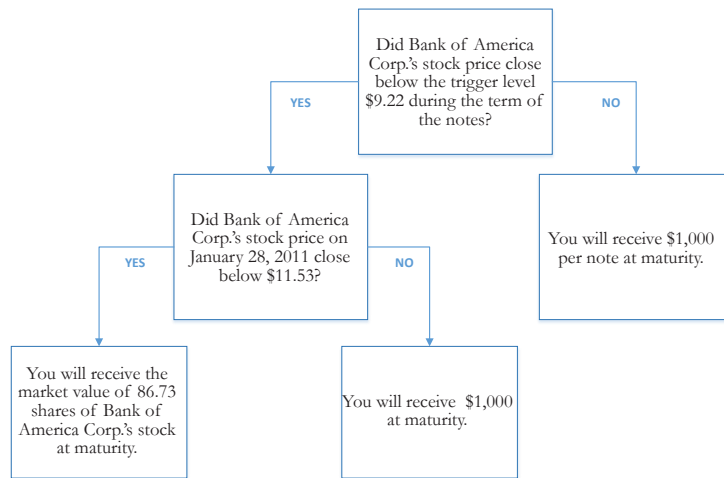 Did Bank of America
Corp.'s stock price close
below the trigger level
$9.22 during the term of
the notes?
YES
NO
Did Bank of America
Corp.'s stock price on
January 28, 2011 close
below $11.53?
You will receive $1,000
per note at maturity.
YES
NO
You will receive the
market value of 86.73
shares of Bank of
America Corp.'s stock
at maturity.
You will receive $1,000
at maturity.